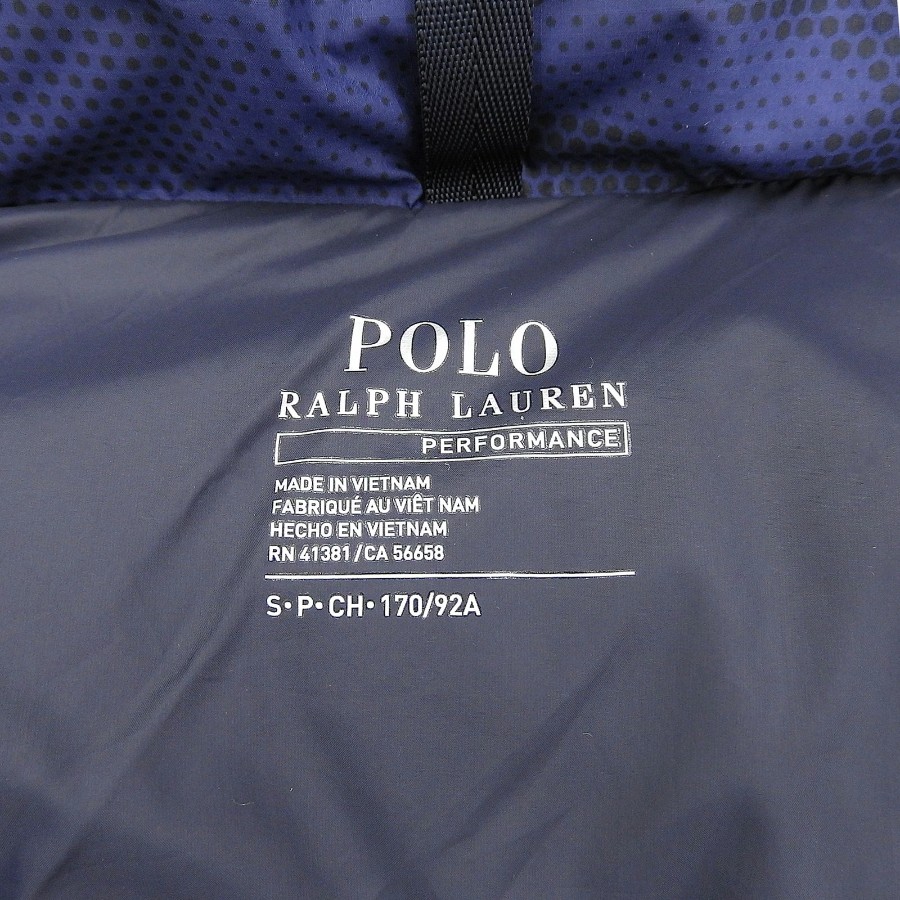 POLO
RALPH LAUREN
PERFORMANCE
MADE IN VIETNAM
FABRIQUÉ AU VIÊT NAM
HECHO EN VIETNAM
RN 41381/CA 56658
S•P•CH•170/92A